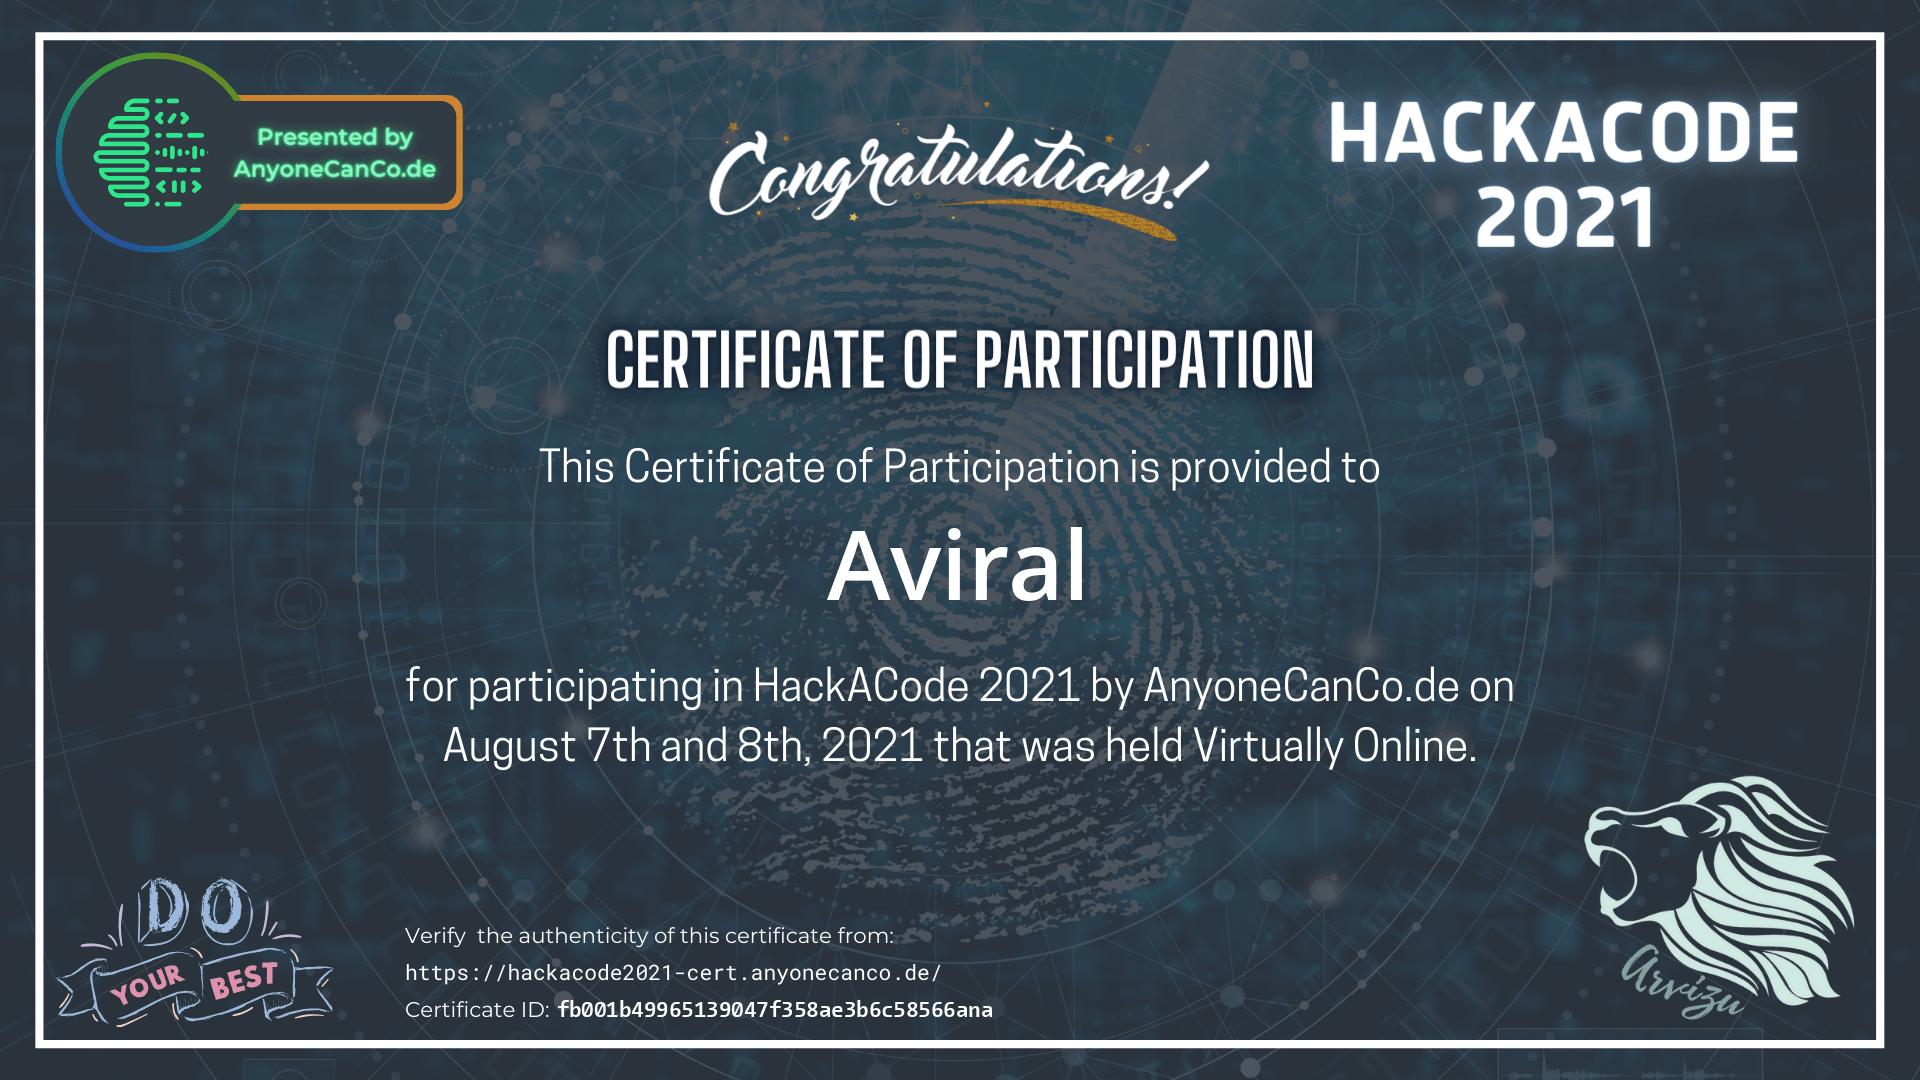 Presented by
AnyoneCanCo.de
Congratulations!
HACKACODE
2021
CERTIFICATE OF PARTICIPATION
This Certificate of Participation is provided to
Aviral
for participating in HackACode 2021 by AnyoneCanCo.de on
August 7th and 8th, 2021 that was held Virtually Online.
DO
YOUR BEST
Verify the authenticity of this certificate from:
https://hackacode2021-cert.anyonecanco.de/
Certificate ID: fb001b49965139047f358ae3b6c58566ana
Arvizu